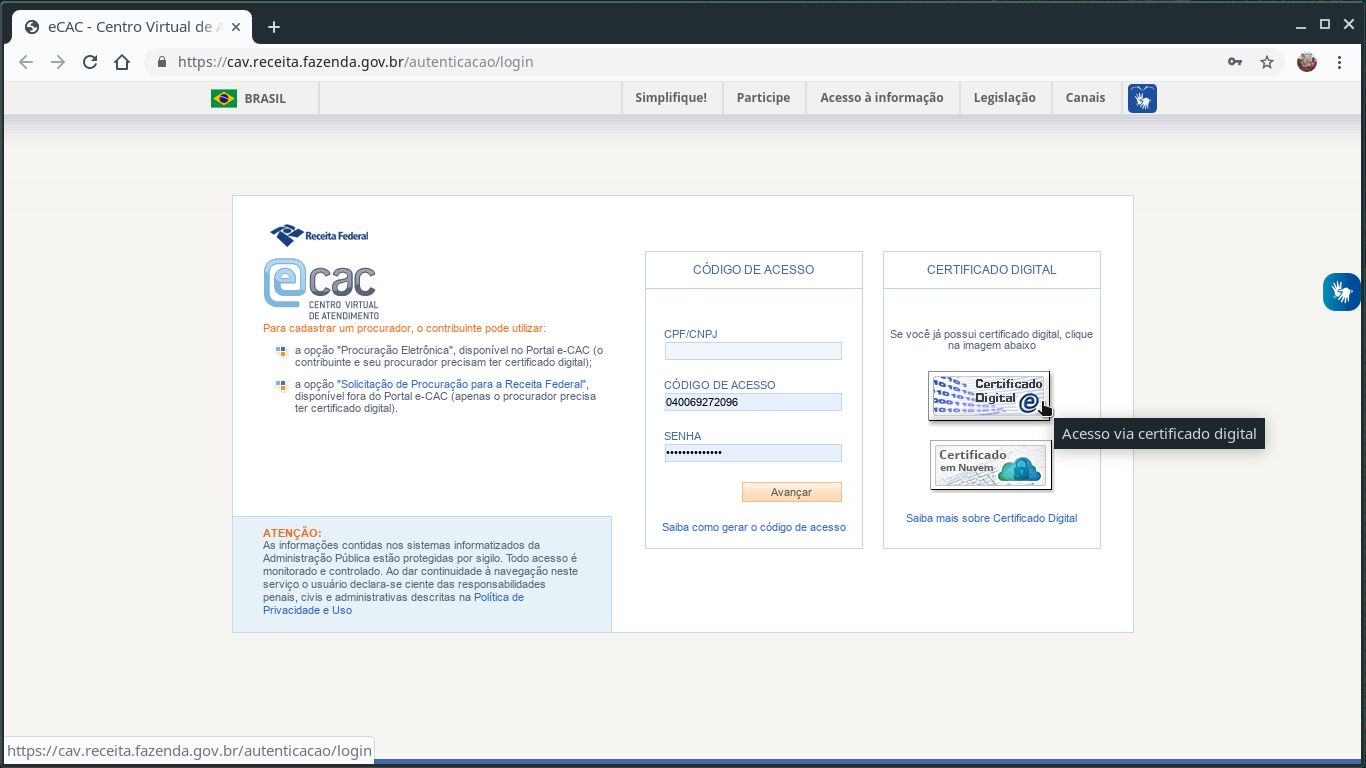 eCAC - Centro Virtual de A
https://cav.receita.fazenda.gov.br/autenticacao/login
BRASIL
Simplifique!
Participe
Acesso à informação
Legislação
Canais
Receita Federal
ecac
CENTRO VIRTUAL
DE ATENDIMENTO
Para cadastrar um procurador, o contribuinte pode utilizar:
a opção "Procuração Eletrônica", disponível no Portal e-CAC (o
contribuinte e seu procurador precisam ter certificado digital);
a opção "Solicitação de Procuração para a Receita Federal",
disponível fora do Portal e-CAC (apenas o procurador precisa
ter certificado digital).
ATENÇÃO:
As informações contidas nos sistemas informatizados da
Administração Pública estão protegidas por sigilo. Todo acesso é
monitorado e controlado. Ao dar continuidade à navegação neste
serviço o usuário declara-se ciente das responsabilidades
penais, civis e administrativas descritas na Política de
Privacidade e Uso
CÓDIGO DE ACESSO
CPF/CNPJ
CÓDIGO DE ACESSO
040069272096
SENHA
••••••••••••••
Avançar
Saiba como gerar o código de acesso
CERTIFICADO DIGITAL
Se você já possui certificado digital, clique
na imagem abaixo
Certificado
Digital e
Acesso via certificado digital
Certificado
em Nuvem
Saiba mais sobre Certificado Digital
https://cav.receita.fazenda.gov.br/autenticacao/login